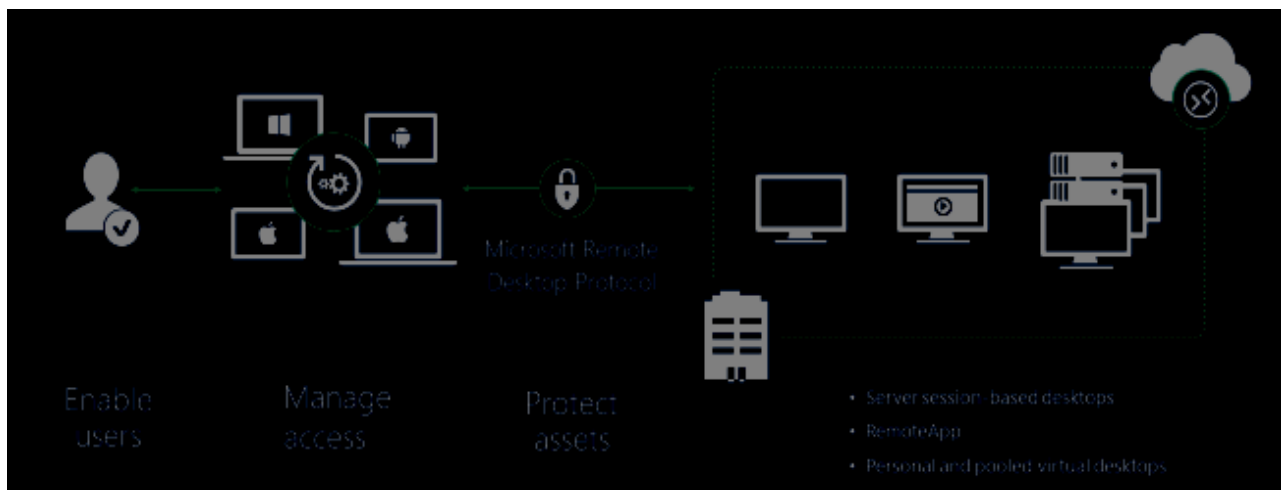 Microsoft Remote
Desktop Protocol
Enable
users
Manage
access
Protect
assets
• Server session-based desktops
• RemoteApp
• Personal and pooled virtual desktops